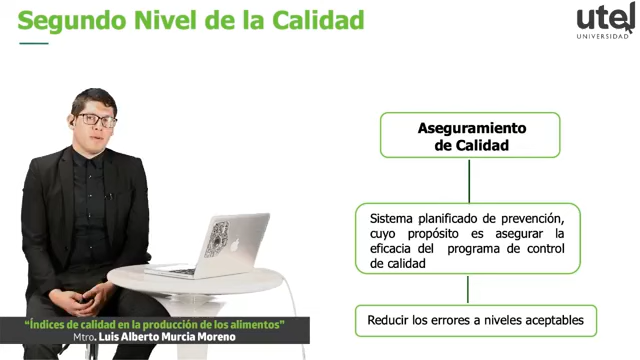 Segundo Nivel de la Calidad
utel
UNIVERSIDAD
Aseguramiento
de Calidad
Sistema planificado de prevención,
cuyo propósito es asegurar la
eficacia del programa de control
de calidad
Reducir los errores a niveles aceptables
“Índices de calidad en la producción de los alimentos”
Mtro. Luis Alberto Murcia Moreno